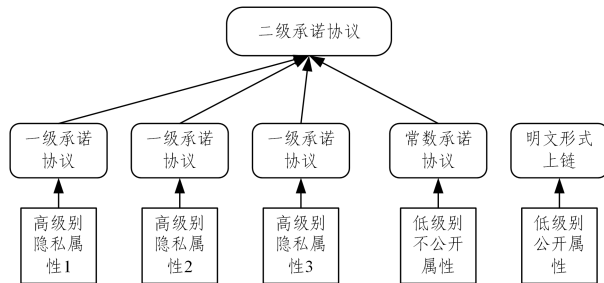 二级承诺协议
一级承诺
协议
一级承诺
协议
一级承诺
协议
常数承诺
协议
明文形式
上链
高级别
隐私属
性1
高级别
隐私属
性2
高级别
隐私属
性3
低级别
不公开
属性
低级别
公开属
性